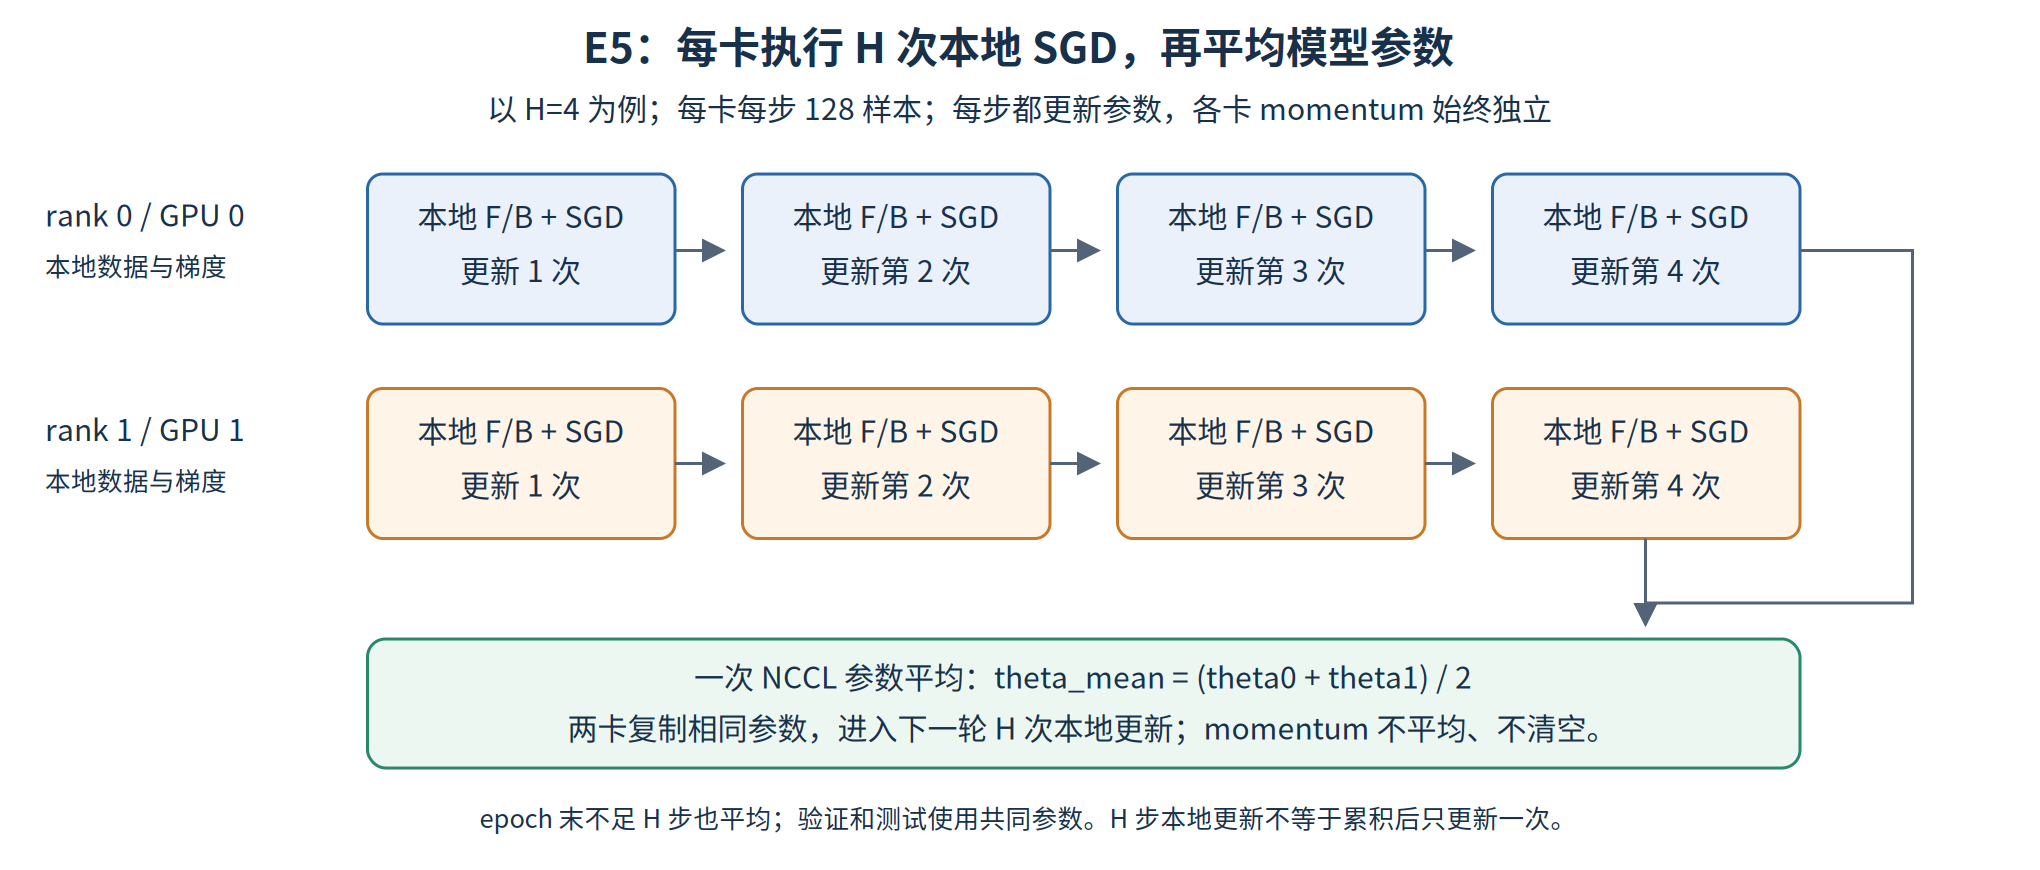 E5：每卡执行 H 次本地 SGD，再平均模型参数
以 H=4 为例；每卡每步 128 样本；每步都更新参数，各卡 momentum 始终独立
rank 0 / GPU 0
本地数据与梯度
本地 F/B + SGD
更新 1 次
本地 F/B + SGD
更新第 2 次
本地 F/B + SGD
更新第 3 次
本地 F/B + SGD
更新第 4 次
rank 1 / GPU 1
本地数据与梯度
本地 F/B + SGD
更新 1 次
本地 F/B + SGD
更新第 2 次
本地 F/B + SGD
更新第 3 次
本地 F/B + SGD
更新第 4 次
一次 NCCL 参数平均：theta_mean = (theta0 + theta1) / 2
两卡复制相同参数，进入下一轮 H 次本地更新；momentum 不平均、不清空。
epoch 末不足 H 步也平均；验证和测试使用共同参数。H 步本地更新不等于累积后只更新一次。